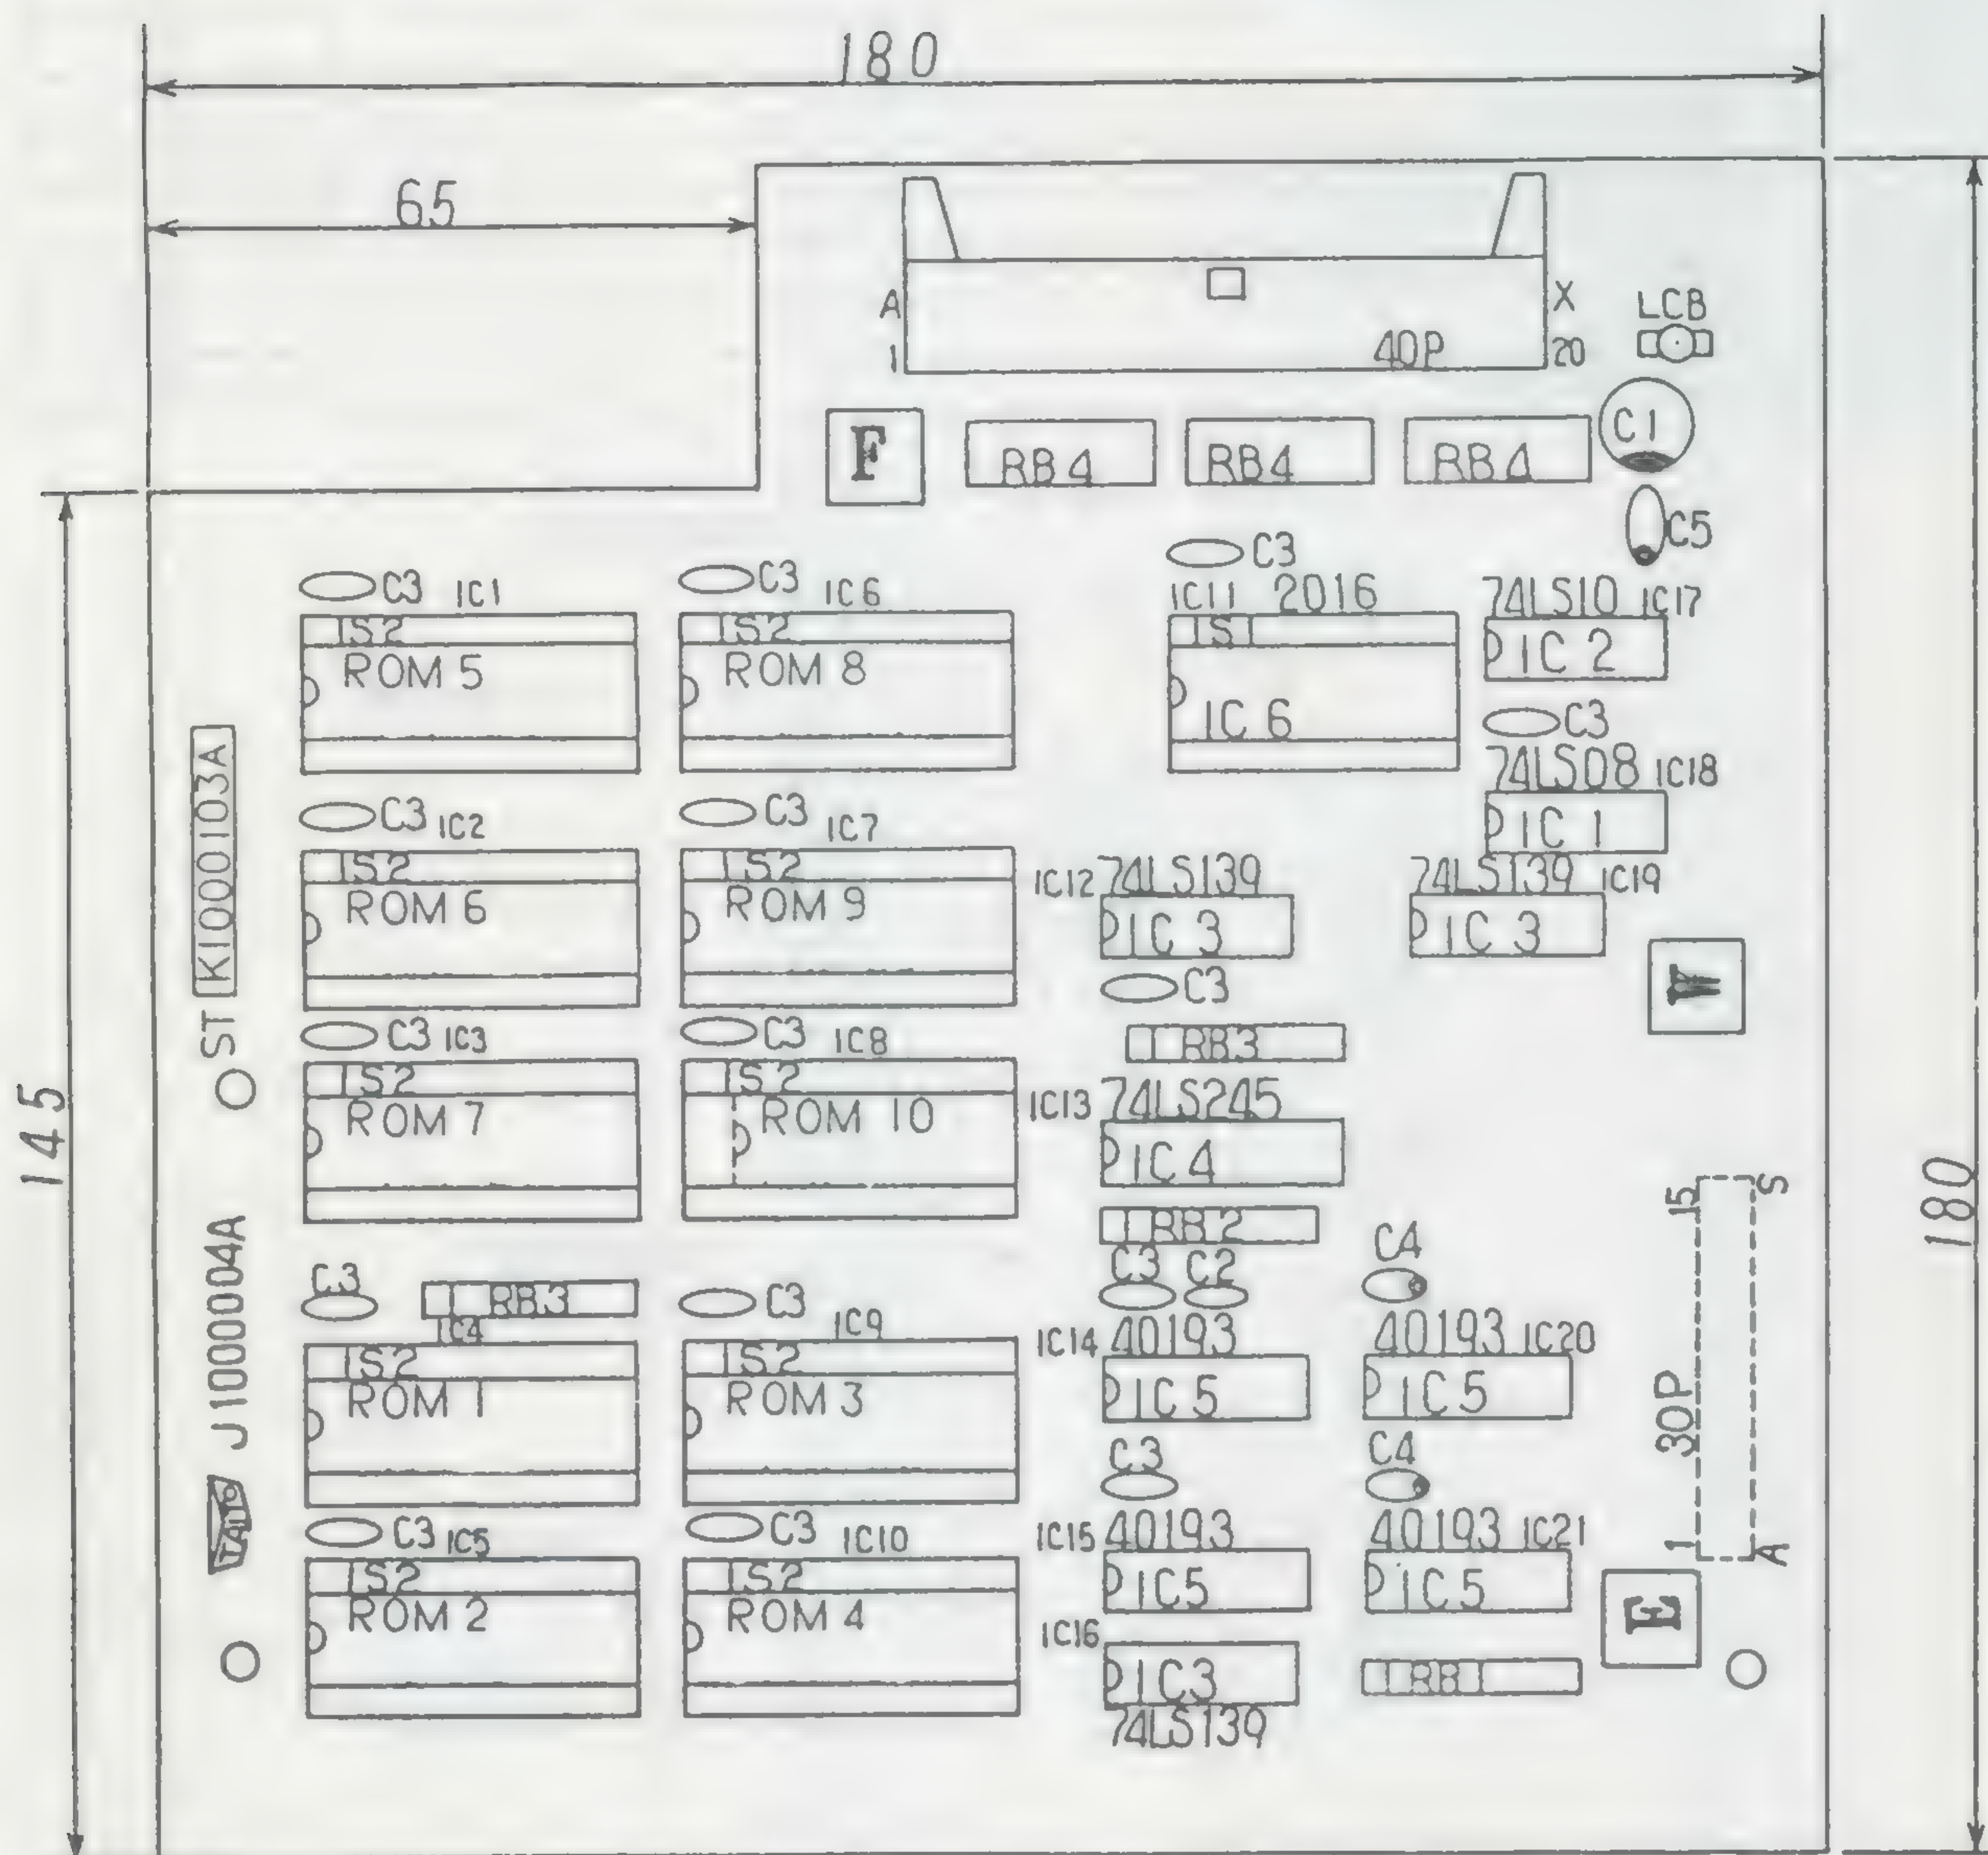 180
65
A
X
LCB
1
40P
20
F
RB4
RB4
RB4
C1
C5
C3
C3 IC1
C3 IC6
IC11 2016
74LS10 IC17
IS2
IS2
IS1
IC 2
ROM 5
ROM 8
IC 6
C3
74LS08 IC18
IC 1
C3 IC2
C3 IC7
IS2
IS2
IC12 74LS139
74LS139 IC19
ROM 6
ROM 9
IC 3
IC 3
K1000103A
ST
V
C3
C3 IC3
C3 IC8
RB3
IS2
IS2
IC13 74LS245
ROM 7
ROM 10
IC 4
145
180
15
S
RB2
J1000004A
C3
RB3
C3
C3 C2
C4
IC4
IC9
IC14 40193
40193 IC20
IS2
IS2
IC 5
IC 5
ROM 1
ROM 3
30P
C3
C4
TAITO
C3 IC5
C3 IC10
IC15 40193
40193 IC21
1
A
IS2
IS2
IC5
IC 5
ROM 2
ROM 4
E
IC16
IC3
RB1
74LS139